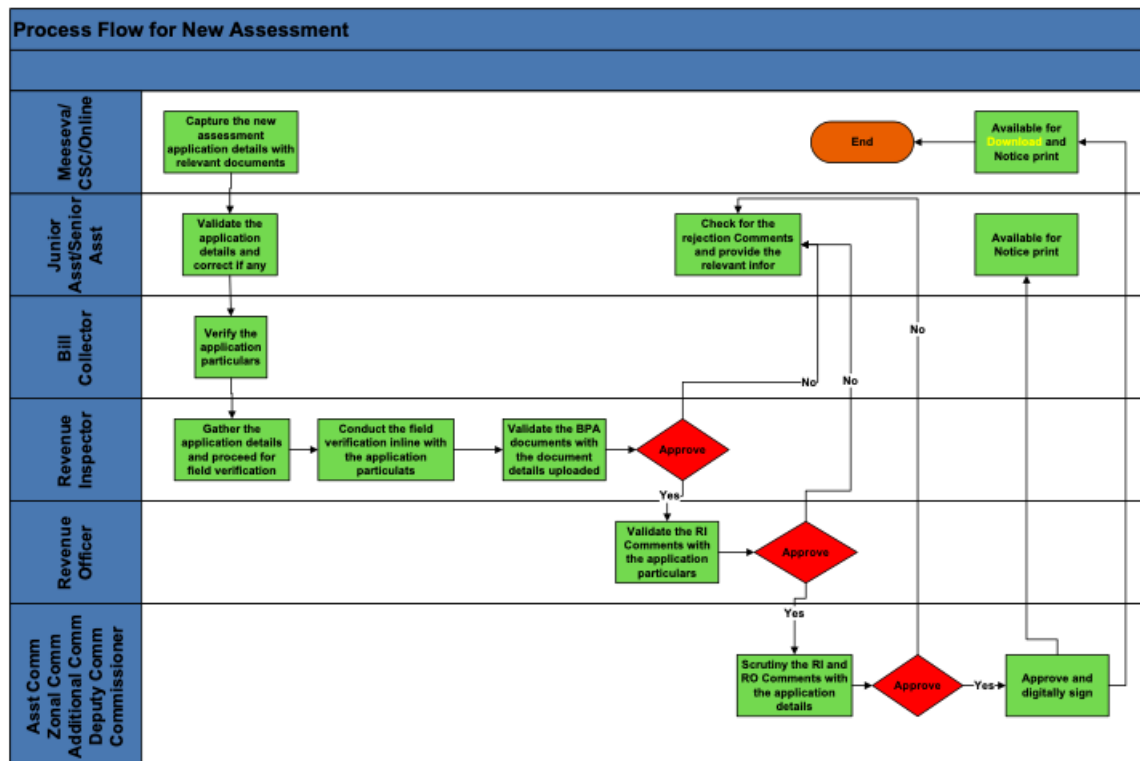 Process Flow for New Assessment
Meeseva/
CSC/Online
Capture the new
assessment
application details with
relevant documents
End
Available for
Download and
Notice print
Junior
Asst/Senior
Asst
Validate the
application
details and
correct if any
Check for the
rejection Comments
and provide the
relevant infor
Available for
Notice print
Bill
Collector
Verify the
application
particulars
No
No
No
Revenue
Inspector
Gather the
application details
and proceed for
field verification
Conduct the field
verification inline with
the application
particulats
Validate the BPA
documents with
the document
details uploaded
Approve
Yes
Revenue
Officer
Validate the RI
Comments with
the application
particulars
Approve
Yes
Asst Comm
Zonal Comm
Additional Comm
Deputy Comm
Commissioner
Scrutiny the RI and
RO Comments with
the application
details
Approve
Yes
Approve and
digitally sign